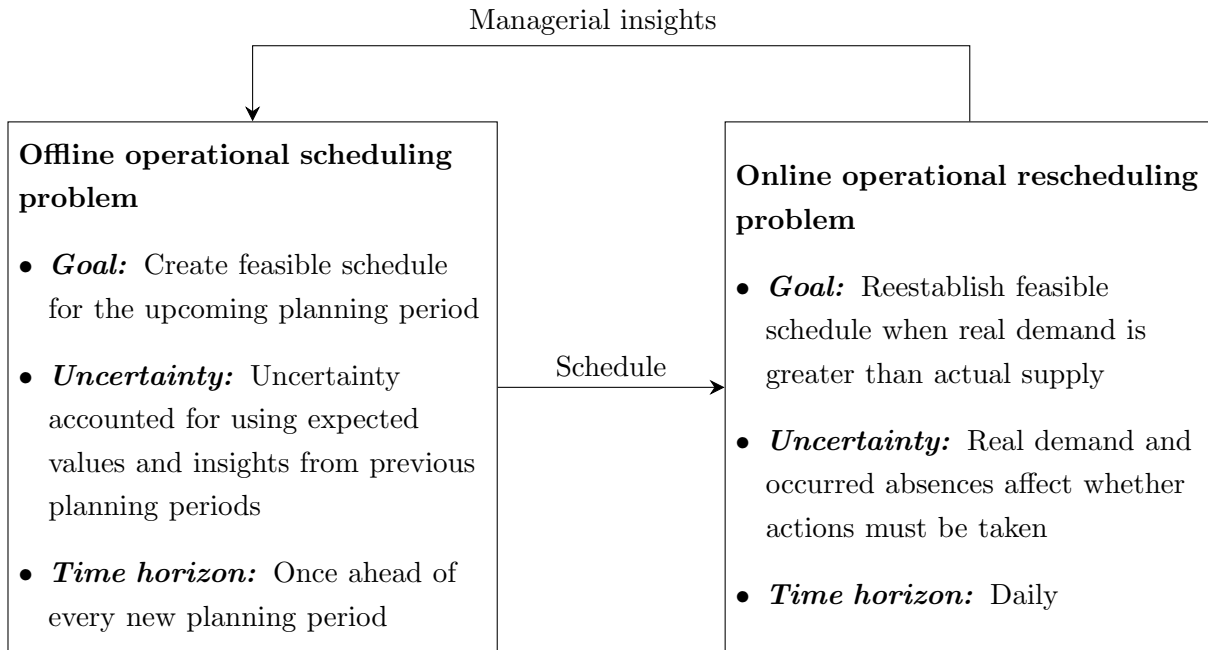 Managerial insights
Offline operational scheduling
problem
• Goal: Create feasible schedule
for the upcoming planning period
• Uncertainty: Uncertainty
accounted for using expected
values and insights from previous
planning periods
• Time horizon: Once ahead of
every new planning period
Schedule
Online operational rescheduling
problem
• Goal: Reestablish feasible
schedule when real demand is
greater than actual supply
• Uncertainty: Real demand and
occurred absences affect whether
actions must be taken
• Time horizon: Daily